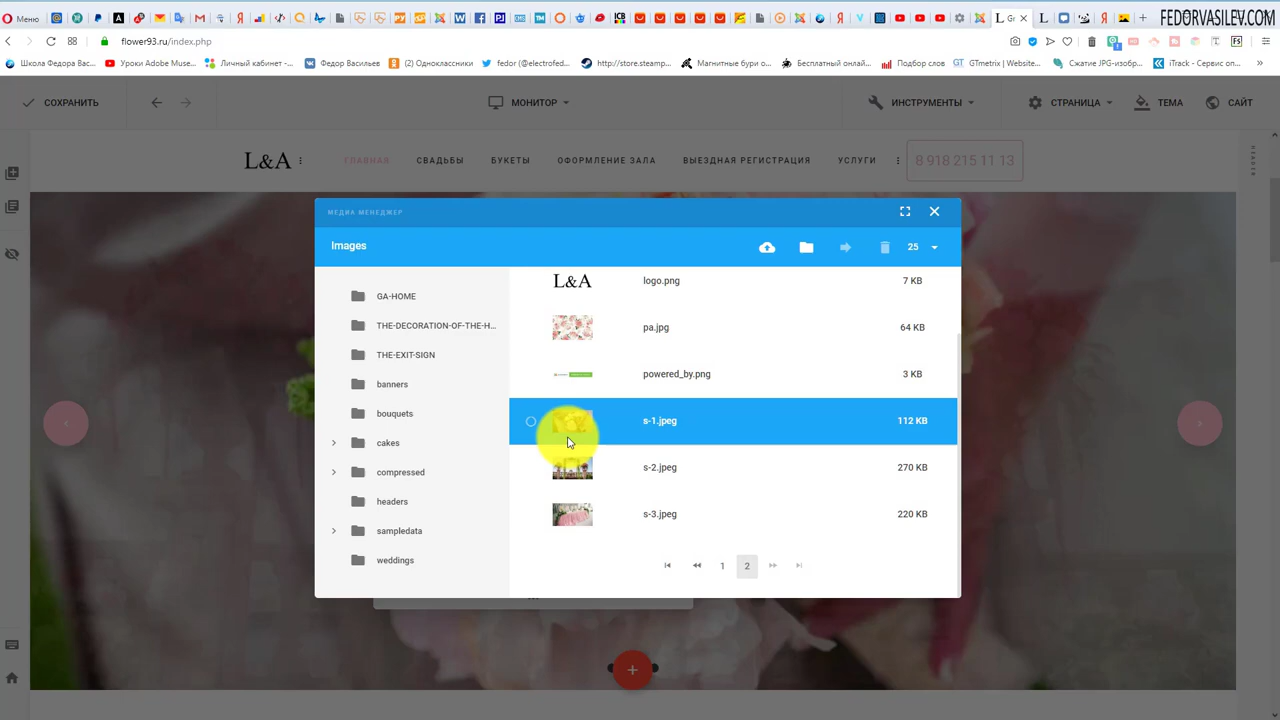 Меню
FEDORVASILEV.COM
flower93.ru/index.php
Школа Федора Вас...
Уроки Adobe Muse...
Личный кабинет -...
Федор Васильев
(2) Одноклассники
fedor (@electrofed...
http://store.steamp...
Магнитные бури о...
Бесплатный онлай...
Подбор слов
GTmetrix | Website...
Сжатие JPG-изобр...
iTrack - Сервис оп...
СОХРАНИТЬ
МОНИТОР
ИНСТРУМЕНТЫ
СТРАНИЦА
ТЕМА
САЙТ
L&A
ГЛАВНАЯ
СВАДЬБЫ
БУКЕТЫ
ОФОРМЛЕНИЕ ЗАЛА
ВЫЕЗДНАЯ РЕГИСТРАЦИЯ
УСЛУГИ
8 918 215 11 13
HEADER
МЕДИА МЕНЕДЖЕР
Images
25
GA-HOME
THE-DECORATION-OF-THE-H...
THE-EXIT-SIGN
banners
bouquets
cakes
compressed
headers
sampledata
weddings
L&A
logo.png
7 KB
pa.jpg
64 KB
powered_by.png
3 KB
s-1.jpeg
112 KB
s-2.jpeg
270 KB
s-3.jpeg
220 KB
1
2